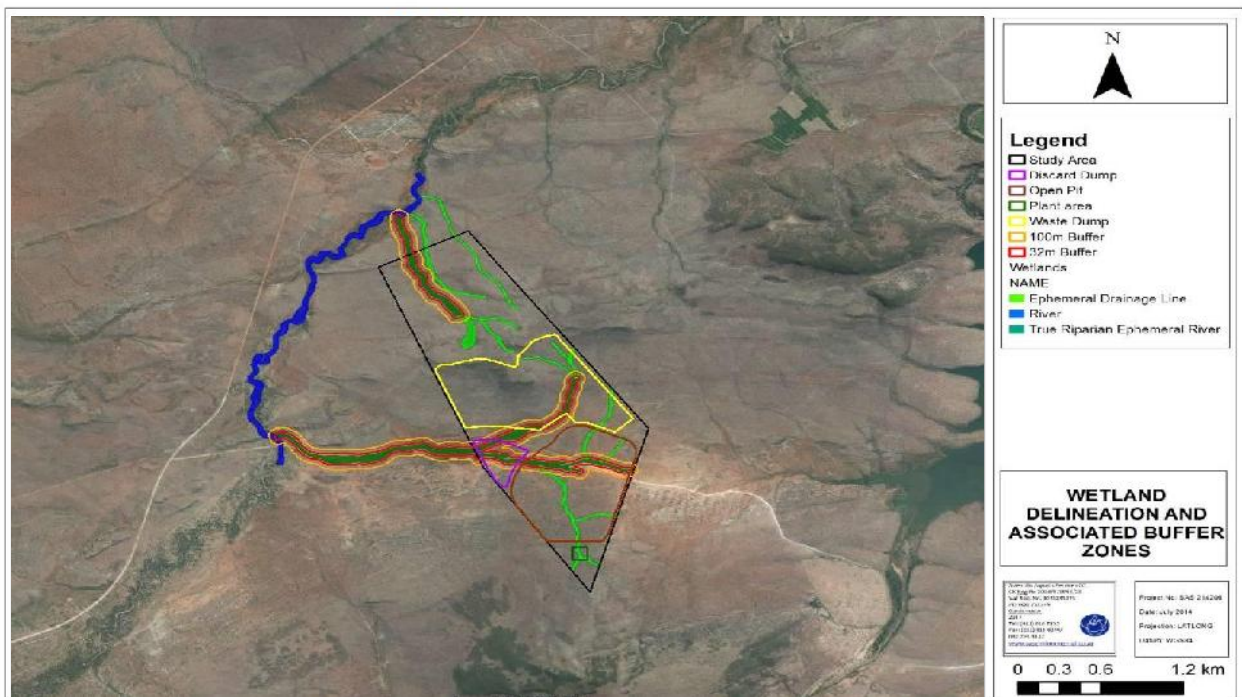 N
Legend
Study Area
Discard Dump
Open Pit
Plant area
Waste Dump
100m Buffer
32m Buffer
Wetlands
NAME
Ephemeral Drainage Line
River
True Riparian Ephemeral River
WETLAND
DELINEATION AND
ASSOCIATED BUFFER
ZONES
Project No: SAS
Date: July 2014
Projection: LATLONG
0 0.3 0.6 1.2 km